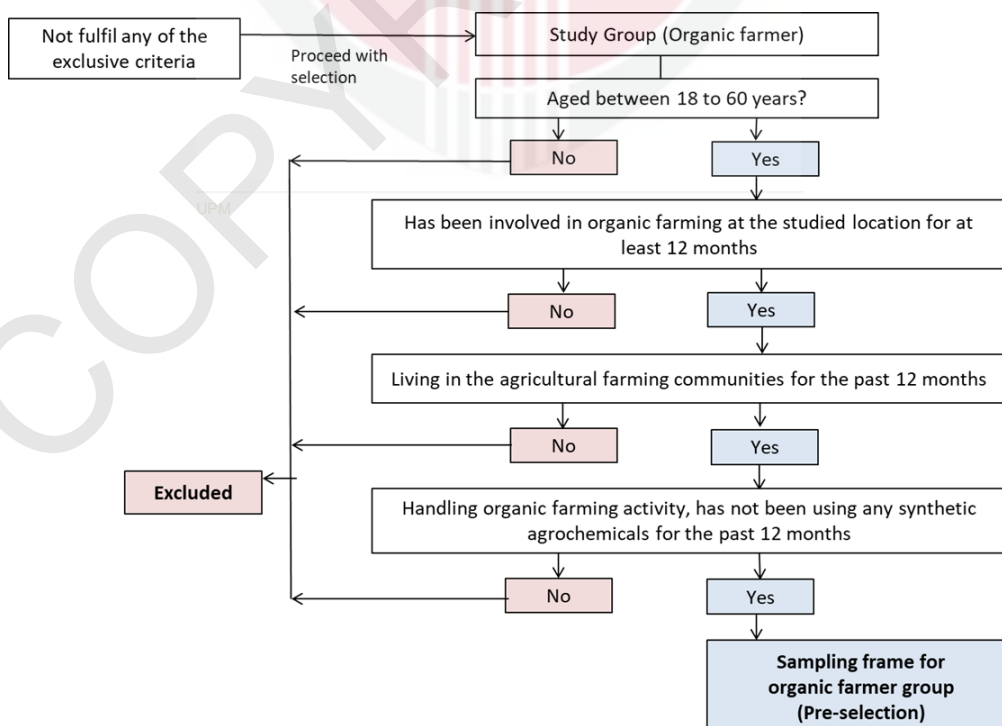 Not fulfil any of the
exclusive criteria
Proceed with
selection
Study Group (Organic farmer)
Aged between 18 to 60 years?
No
Yes
UPM
Has been involved in organic farming at the studied location for at
least 12 months
No
Yes
Living in the agricultural farming communities for the past 12 months
No
Yes
Excluded
Handling organic farming activity, has not been using any synthetic
agrochemicals for the past 12 months
No
Yes
Sampling frame for
organic farmer group
(Pre-selection)
COPYR